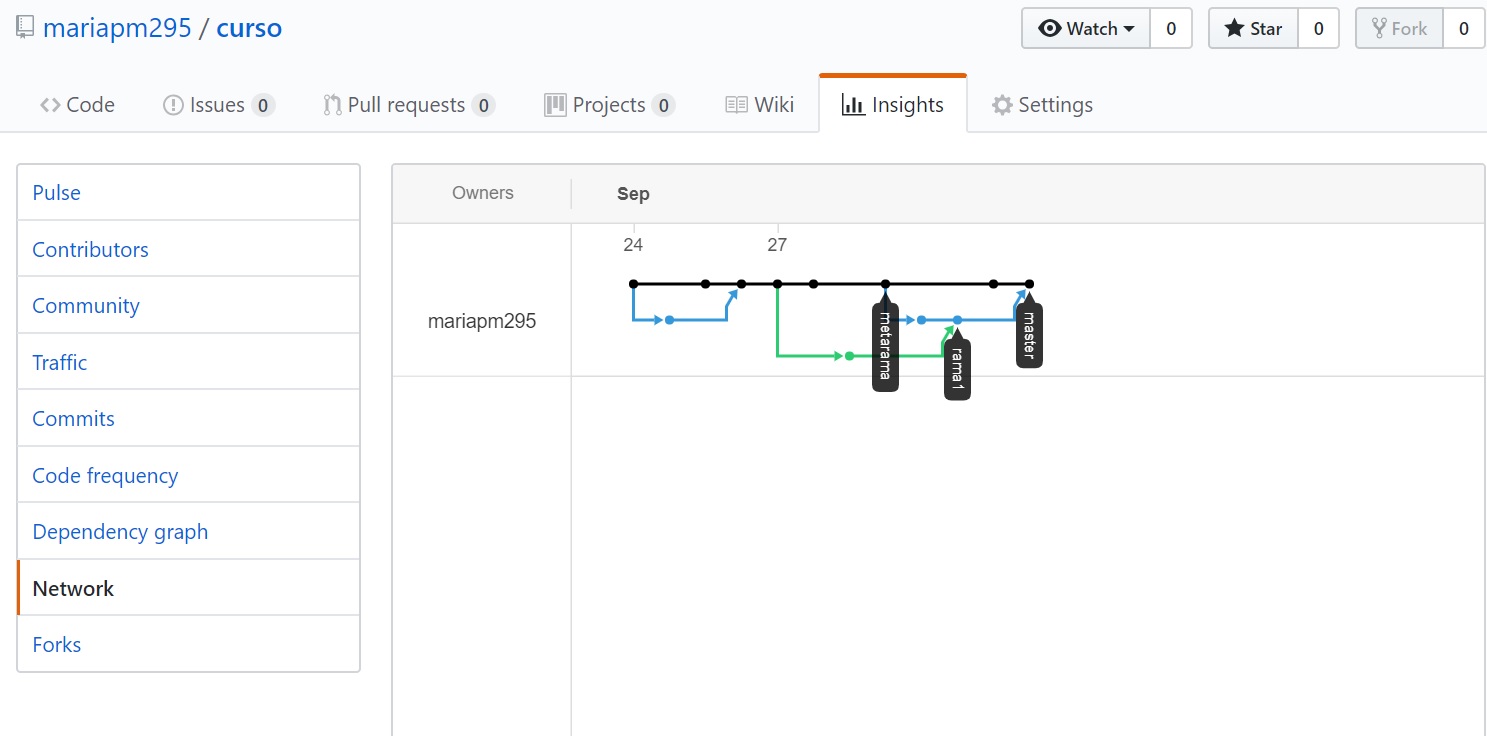 mariapm295 / curso
Watch 0 Star 0 Fork 0
Code Issues 0 Pull requests 0 Projects 0 Wiki Insights Settings
Pulse
Contributors
Community
Traffic
Commits
Code frequency
Dependency graph
Network
Forks
Owners Sep
24 27
mariapm295
metarama
rama1
master